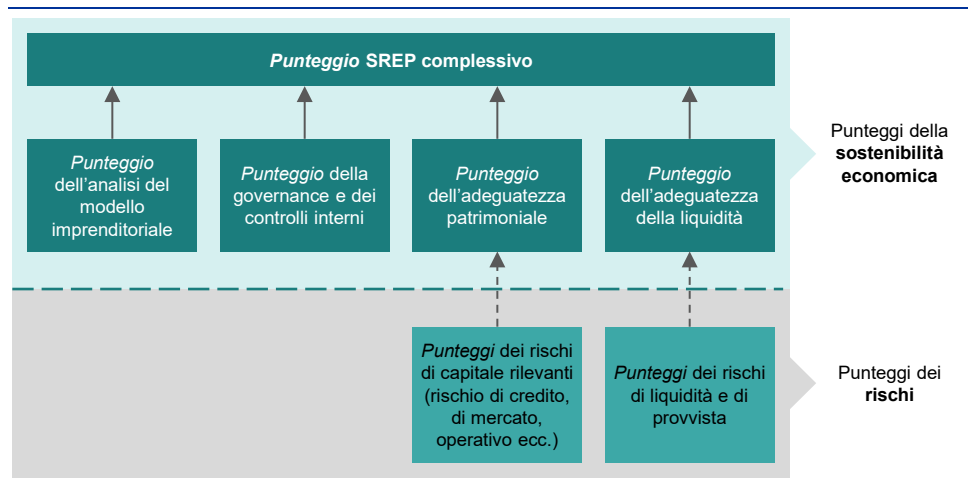 Punteggio SREP complessivo
Punteggio
dell'analisi del
modello
imprenditoriale
Punteggio della
governance e dei
controlli interni
Punteggio
dell'adeguatezza
patrimoniale
Punteggio
dell'adeguatezza
della liquidità
Punteggi della
sostenibilità
economica
Punteggi dei rischi
di capitale rilevanti
(rischio di credito,
di mercato,
operativo ecc.)
Punteggi dei rischi
di liquidità e di
provvista
Punteggi dei
rischi